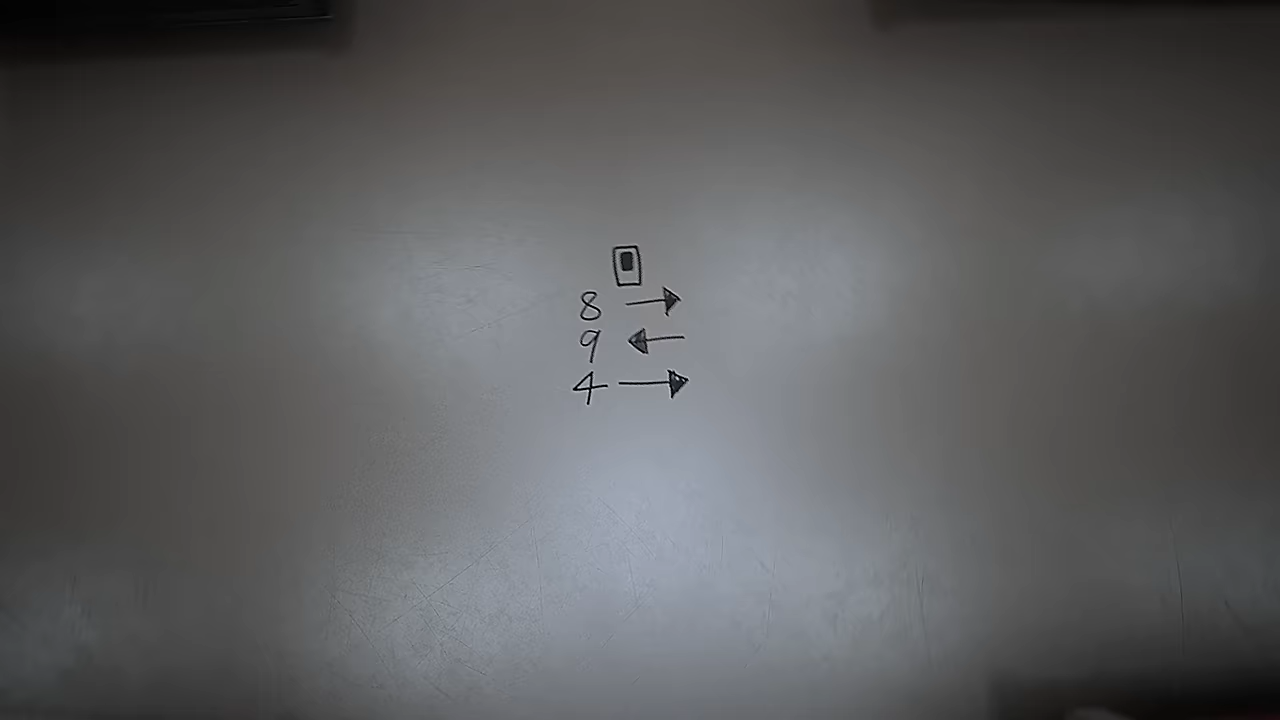 8 →
9 ←
4 →